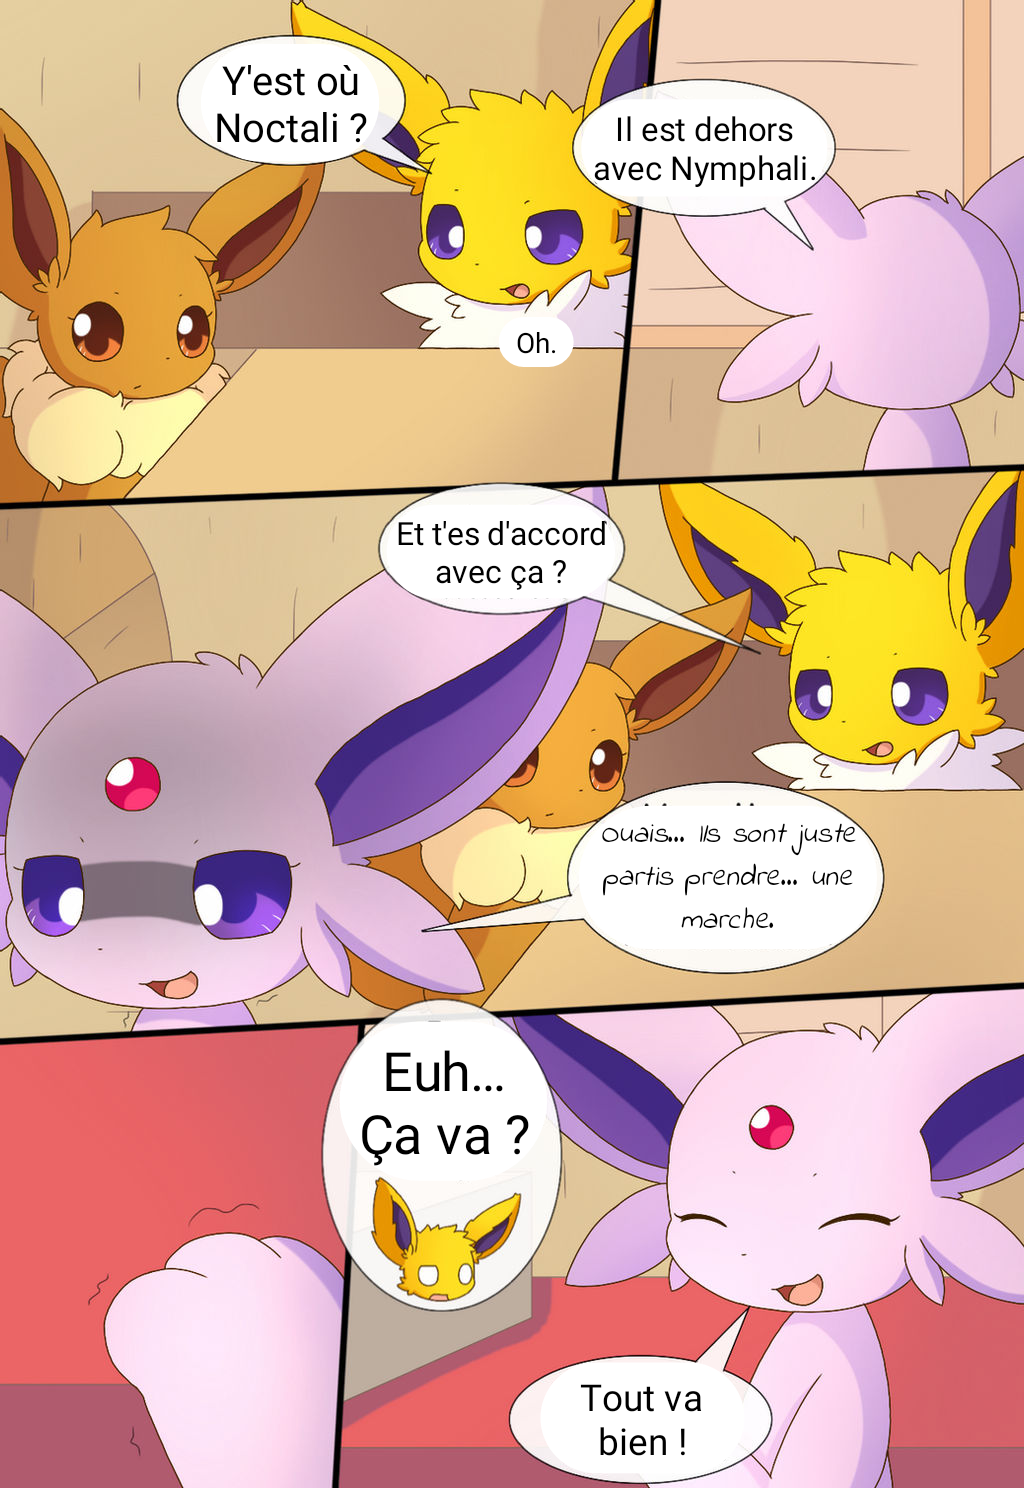 Y'est où
Noctali ?
Il est dehors
avec Nymphali.
Oh.
Et t'es d'accord
avec ça ?
Ouais... Ils sont juste
partis prendre... une
marche.
Euh...
Ça va ?
Tout va
bien !